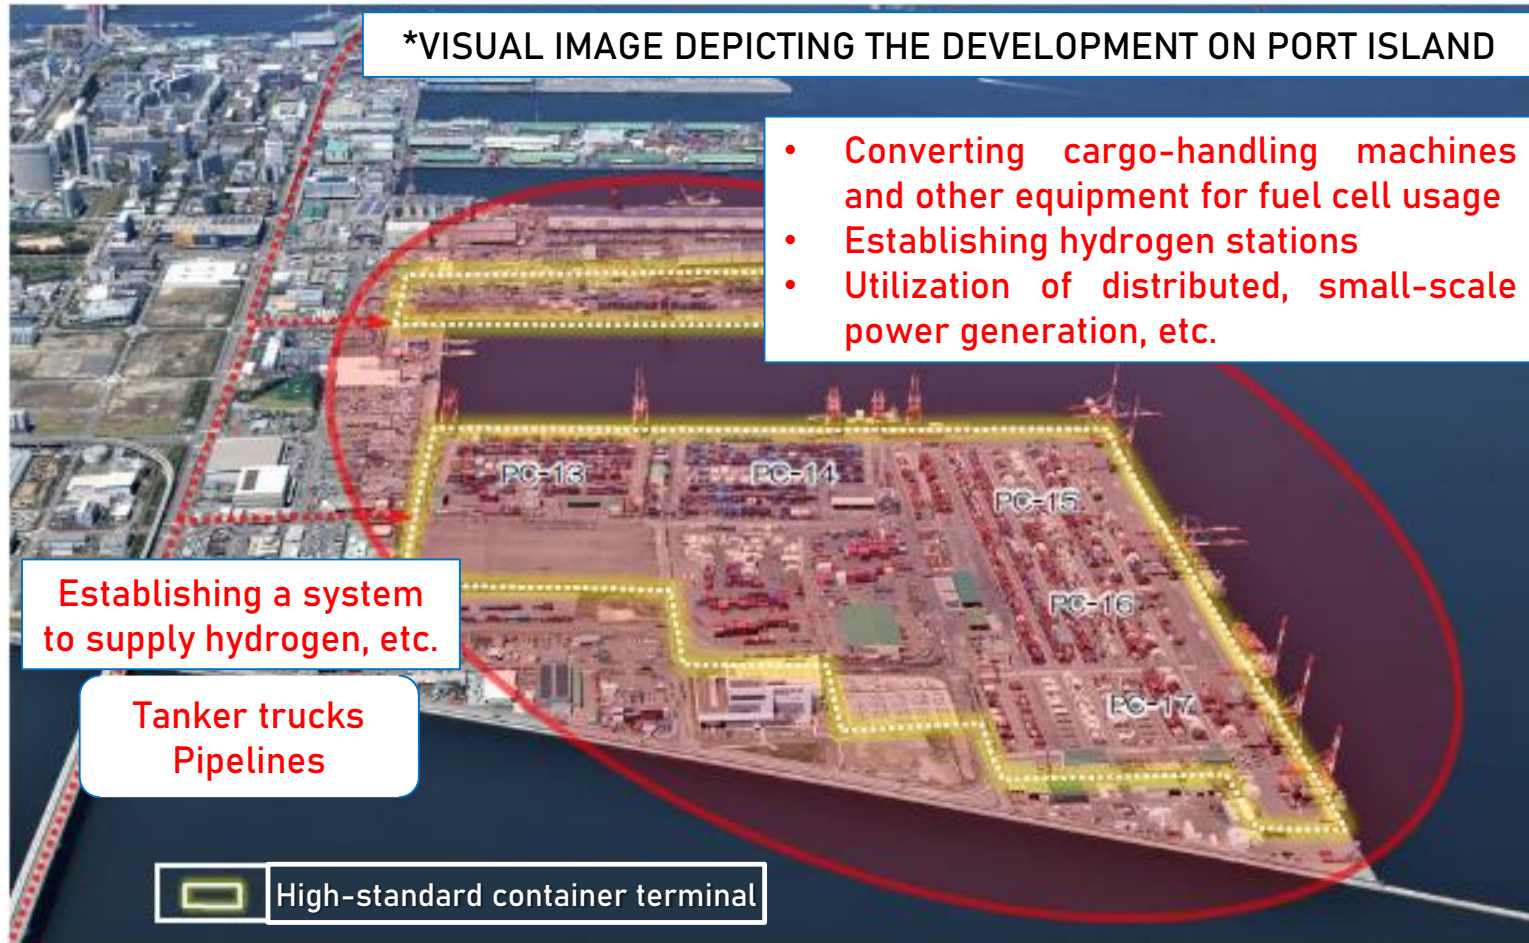 *VISUAL IMAGE DEPICTING THE DEVELOPMENT ON PORT ISLAND
• Converting cargo-handling machines
and other equipment for fuel cell usage
• Establishing hydrogen stations
• Utilization of distributed, small-scale
power generation, etc.
PC-13
PC-14
PC-15
PC-16
PC-17
Establishing a system
to supply hydrogen, etc.
Tanker trucks
Pipelines
High-standard container terminal